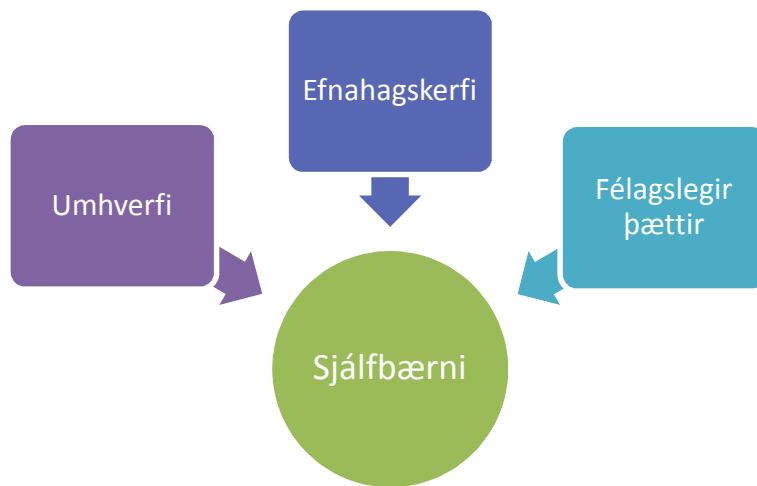 Efnahagskerfi
Umhverfi
Félagslegir
þættir
Sjálfbærni